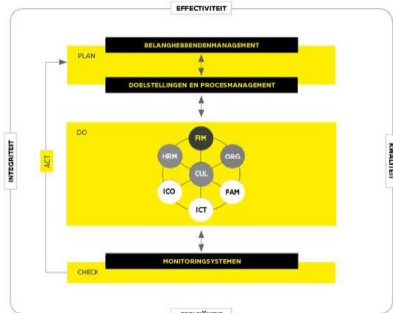 EFFECTIVITEIT
BELANGHEBBENDENMANAGEMENT
PLAN
DOELSTELLINGEN EN PROCESMANAGEMENT
INTEGRITEIT
ACT
DO
FIM
HRM
ORG
CUL
ICO
FAM
ICT
KWALITEIT
MONITORINGSYSTEMEN
CHECK